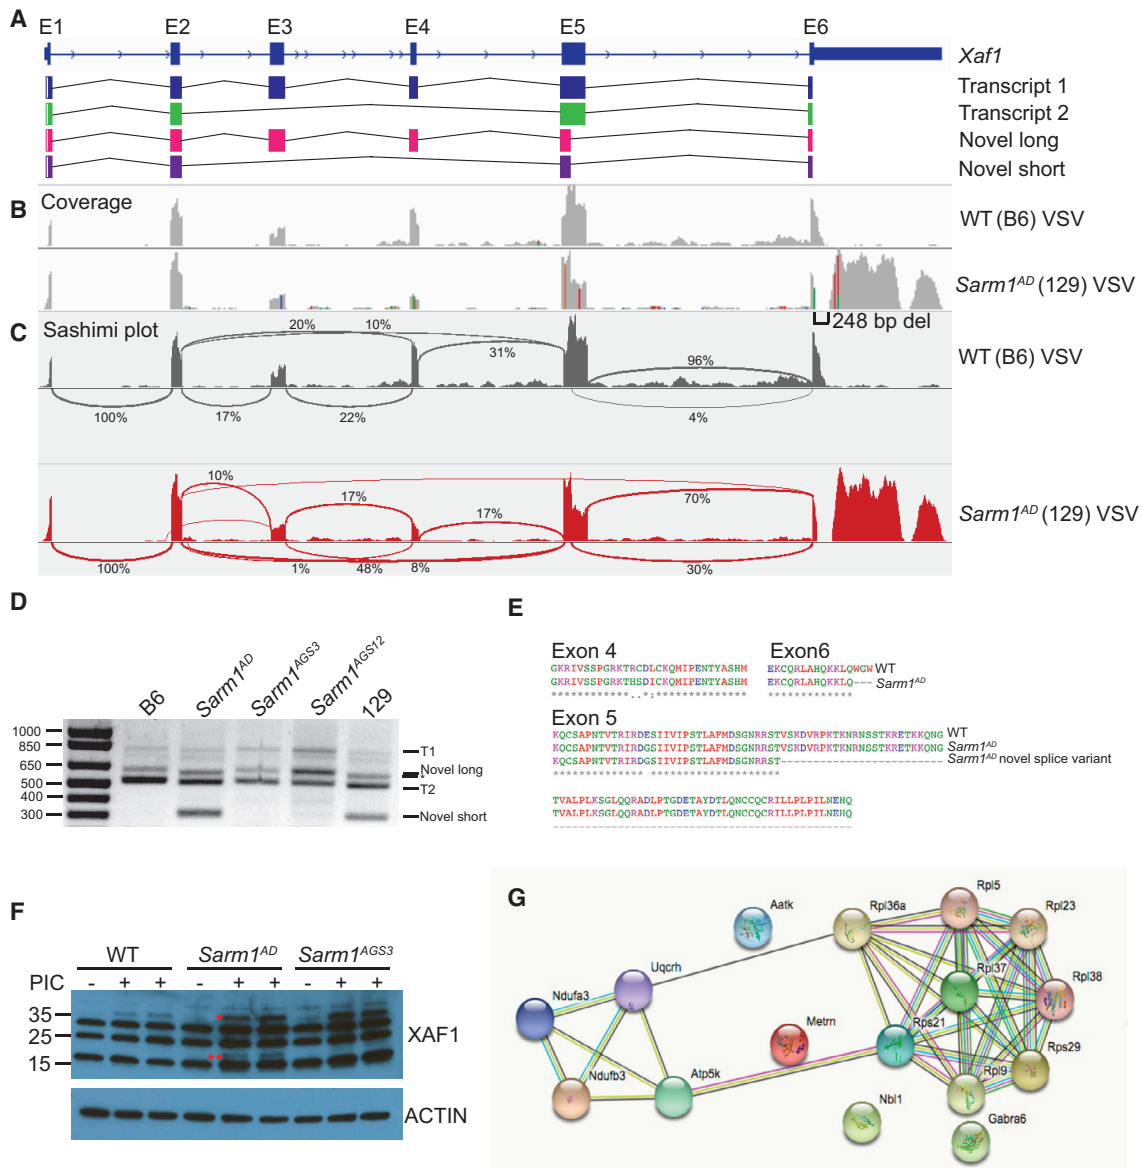 A
E1 E2 E3 E4 E5 E6
Xaf1
Transcript 1
Transcript 2
Novel long
Novel short
B
Coverage
WT (B6) VSV
Sarm1AD (129) VSV
248 bp del
C
Sashimi plot
20% 10%
31%
96%
WT (B6) VSV
100% 17% 22% 4%
10%
17%
17%
70%
Sarm1AD (129) VSV
100% 1% 48% 8% 30%
D
B6 Sarm1AD Sarm1AGS3 Sarm1AGS12 129
1000
850
650
500
400
300
T1
Novel long
*
T2
Novel short
E
Exon 4
GKRIVSSPGRKTRCDLCKQMIPENTYASHM
GKRIVSSPGRKTHSDICKQMIPENTYASHM
************..*:**************
Exon6
EKCQRLAHQKKLQWGW WT
EKCQRLAHQKKLQ--- Sarm1AD
*************
Exon 5
KQCSAPNTVTRIRDESIIVIPSTLAFMDSGNRRSTVSKDVRPKTKNRNSSTKRETKKQNG WT
KQCSAPNTVTRIRDGSIIVIPSTLAFMDSGNRRSTVSKDVRPKTKNRNSSTKRETKKQNG Sarm1AD
KQCSAPNTVTRIRDGSIIVIPSTLAFMDSGNRRST------------------------- Sarm1AD novel splice variant
************** ********************
TVALPLKSGLQQRADLPTGDETAYDTLQNCCQCRILLPLPILNEHQ
TVALPLKSGLQQRADLPTGDETAYDTLQNCCQCRILLPLPILNEHQ
----------------------------------------------
F
WT Sarm1AD Sarm1AGS3
PIC - + + - + + - + +
35
25
15
*
**
XAF1
ACTIN
G
Aatk
Rpl36a
Rpl5
Rpl23
Uqcrh
Rpl37
Rpl38
Ndufa3
Metrn
Rps21
Rps29
Ndufb3
Atp5k
Rpl9
Nbl1
Gabra6